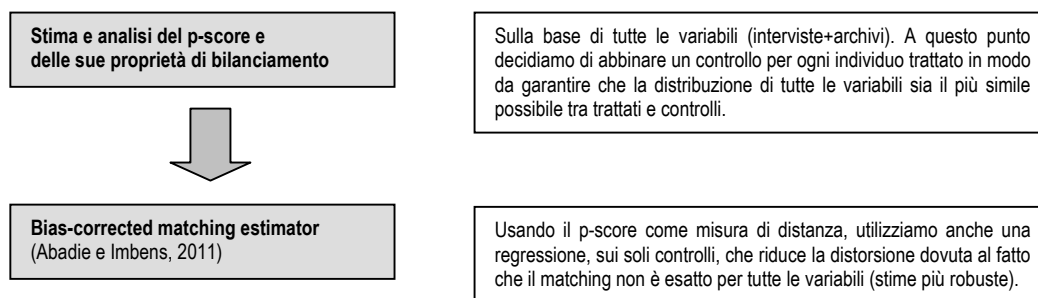 Stima e analisi del p-score e
delle sue proprietà di bilanciamento
Sulla base di tutte le variabili (interviste+archivi). A questo punto
decidiamo di abbinare un controllo per ogni individuo trattato in modo
da garantire che la distribuzione di tutte le variabili sia il più simile
possibile tra trattati e controlli.
Bias-corrected matching estimator
(Abadie e Imbens, 2011)
Usando il p-score come misura di distanza, utilizziamo anche una
regressione, sui soli controlli, che riduce la distorsione dovuta al fatto
che il matching non è esatto per tutte le variabili (stime più robuste).